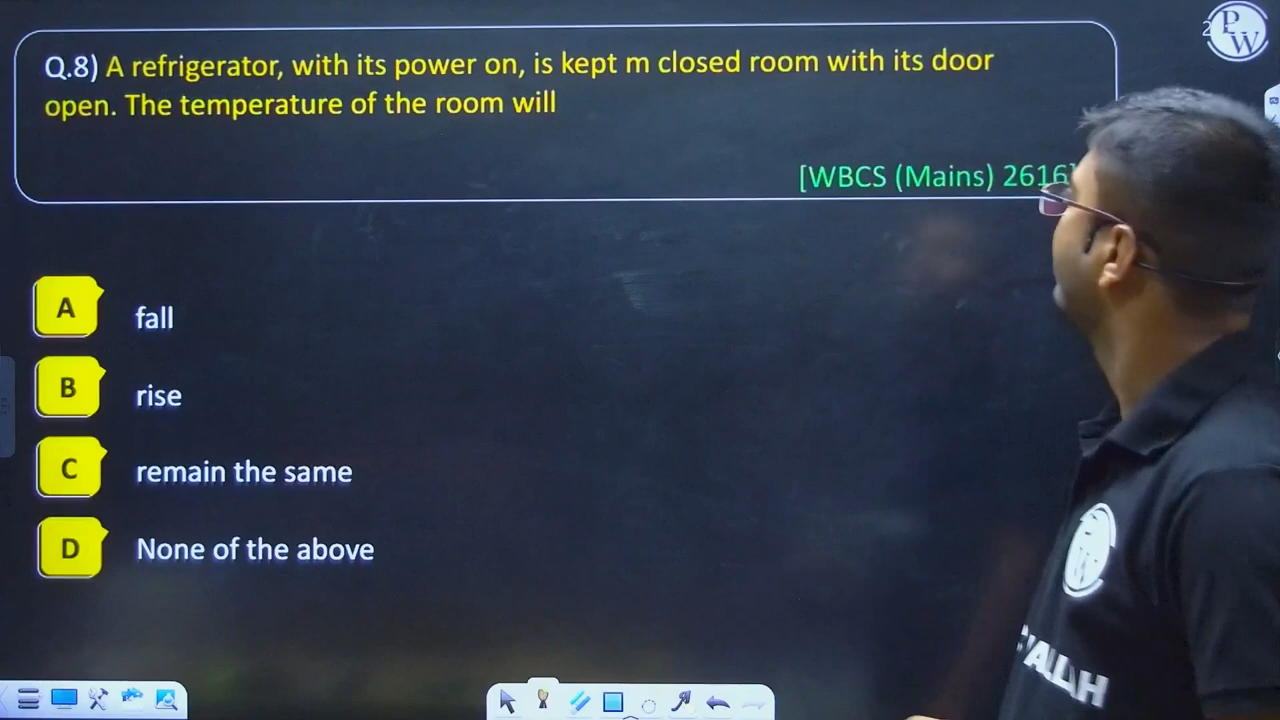 Q.8) A refrigerator, with its power on, is kept m closed room with its door
open. The temperature of the room will
[WBCS (Mains) 2616]
A fall
B rise
C remain the same
D None of the above
PW